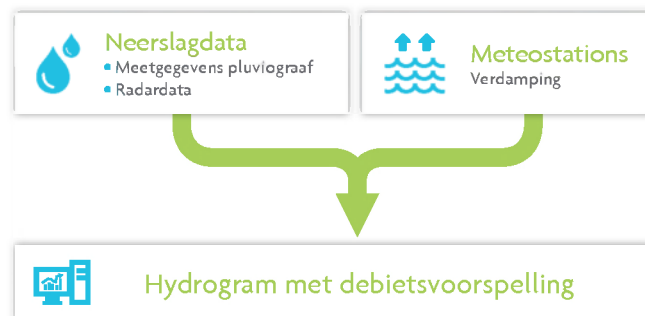 Neerslagdata
• Meetgegevens pluviograaf
• Radardata
Meteostations
Verdamping
Hydrogram met debietsvoorspelling